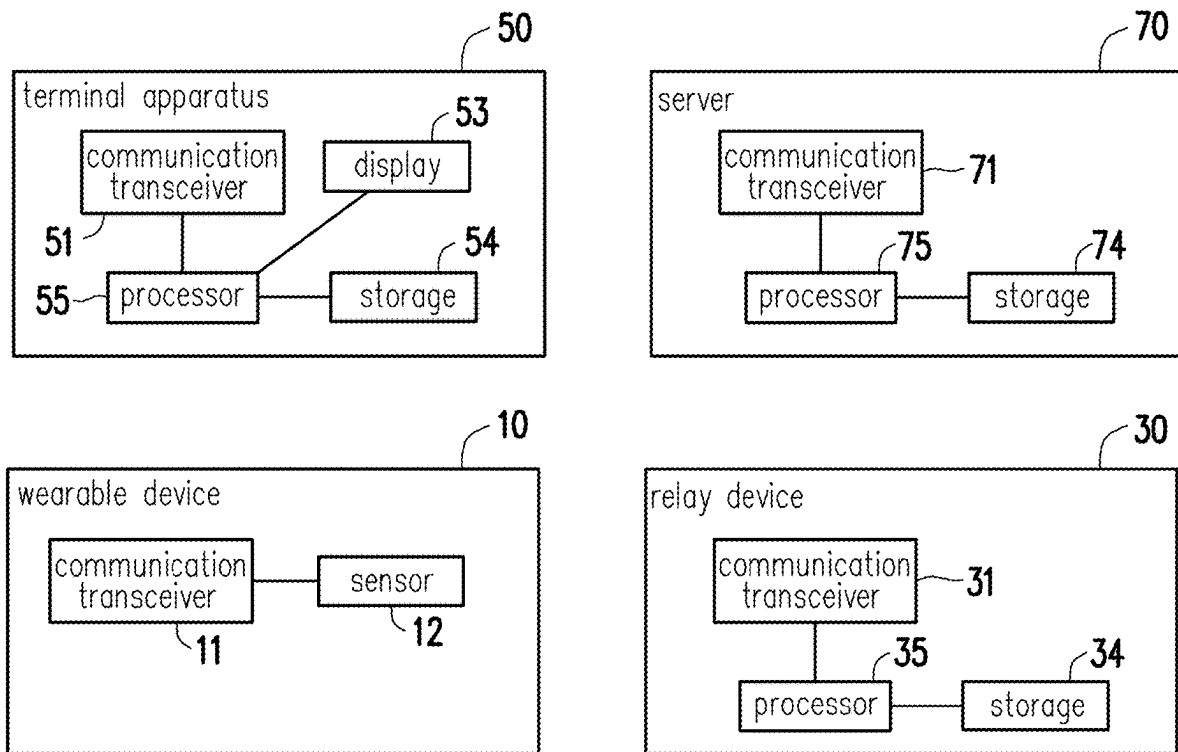 50
terminal apparatus
53
communication
transceiver
display
51
54
55
processor
storage
70
server
communication
transceiver
71
75
74
processor
storage
10
wearable device
communication
transceiver
sensor
11
12
30
relay device
communication
transceiver
31
35
34
processor
storage